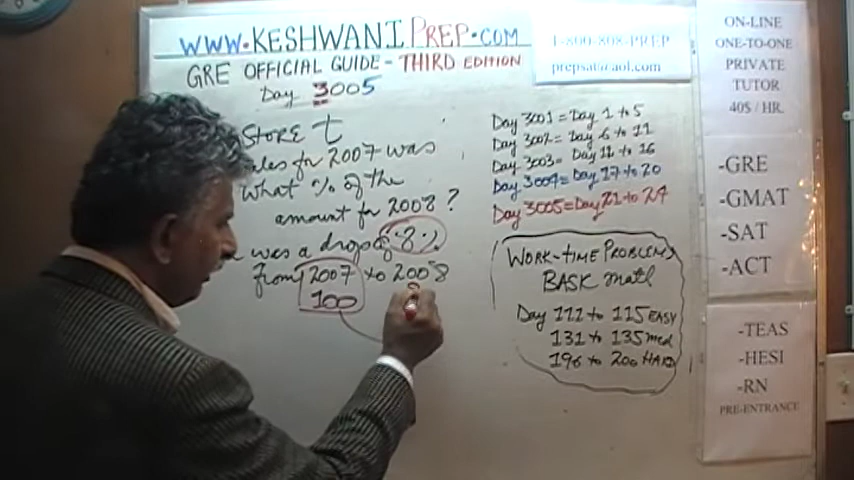 WWW.KESHWANIPREP.COM
GRE OFFICIAL GUIDE - THIRD EDITION
Day 3005
STORE t
ales for 2007 was
what % of the
amount for 2008 ?
was a drop of 8%
from 2007 to 2008
100
1-800-808-PREP
prepsat@aol.com
Day 3001 = Day 1 to 5
Day 3002 = Day 6 to 11
Day 3003 = Day 12 to 16
Day 3004 = Day 17 to 20
Day 3005 = Day 21 to 24
WORK-TIME PROBLEMS
BASK math
Day 111 to 115 EASY
131 to 135 med
196 to 200 HARD
ON-LINE
ONE-TO-ONE
PRIVATE
TUTOR
40$ / HR.
-GRE
-GMAT
-SAT
-ACT
-TEAS
-HESI
-RN
PRE-ENTRANCE